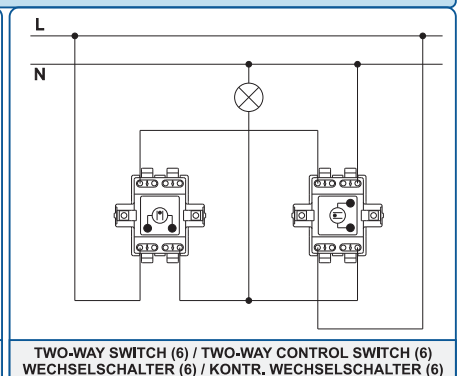 L
N
TWO-WAY SWITCH (6) / TWO-WAY CONTROL SWITCH (6)
WECHSELSCHALTER (6) / KONTR. WECHSELSCHALTER (6)